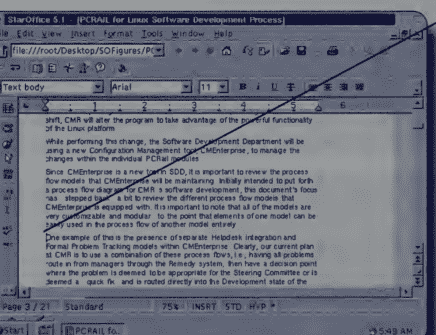 StarOffice 5.1 - [PCRAIL for Linux Software Development Process]
File Edit View Insert Format Tools Window Help
file:///root/Desktop/SOFigures/PC
Text body Arial 11 B i U
1 2 3 4 5 6
shift, CMR will alter the program to take advantage of the powerful functionality
of the Linux platform
While performing this change, the Software Development Department will be
using a new Configuration Management tool, CMEnterprise, to manage the
changes within the individual PCRail modules
Since CMEnterprise is a new tool in SDD, it is important to review the process
flow models that CMEnterprise will be maintaining. Initially intended to put forth
a process flow diagram for CMR s software development, this document's focus
has stepped back a bit to review the different process flow models that
CMEnterprise is equipped with. It is important to note that all of the models are
very customizable and modular to the point that elements of one model can be
easily used in the process flow of another model entirely
One example of this is the presence of separate Helpdesk integration and
Formal Problem Tracking models within CMEnterprise. Clearly, our current plan
at CMR is to use a combination of these process flows, i.e., having all problems
route in from managers through the Remedy system, then have a decision point
where the problem is deemed to be appropriate for the Steering Committee or is
deemed a quick fix and is routed directly into the Development state of the
Page 3 / 21 Standard 75% INSRT STD HYP *
Start PCRAIL fo... 5:48 AM